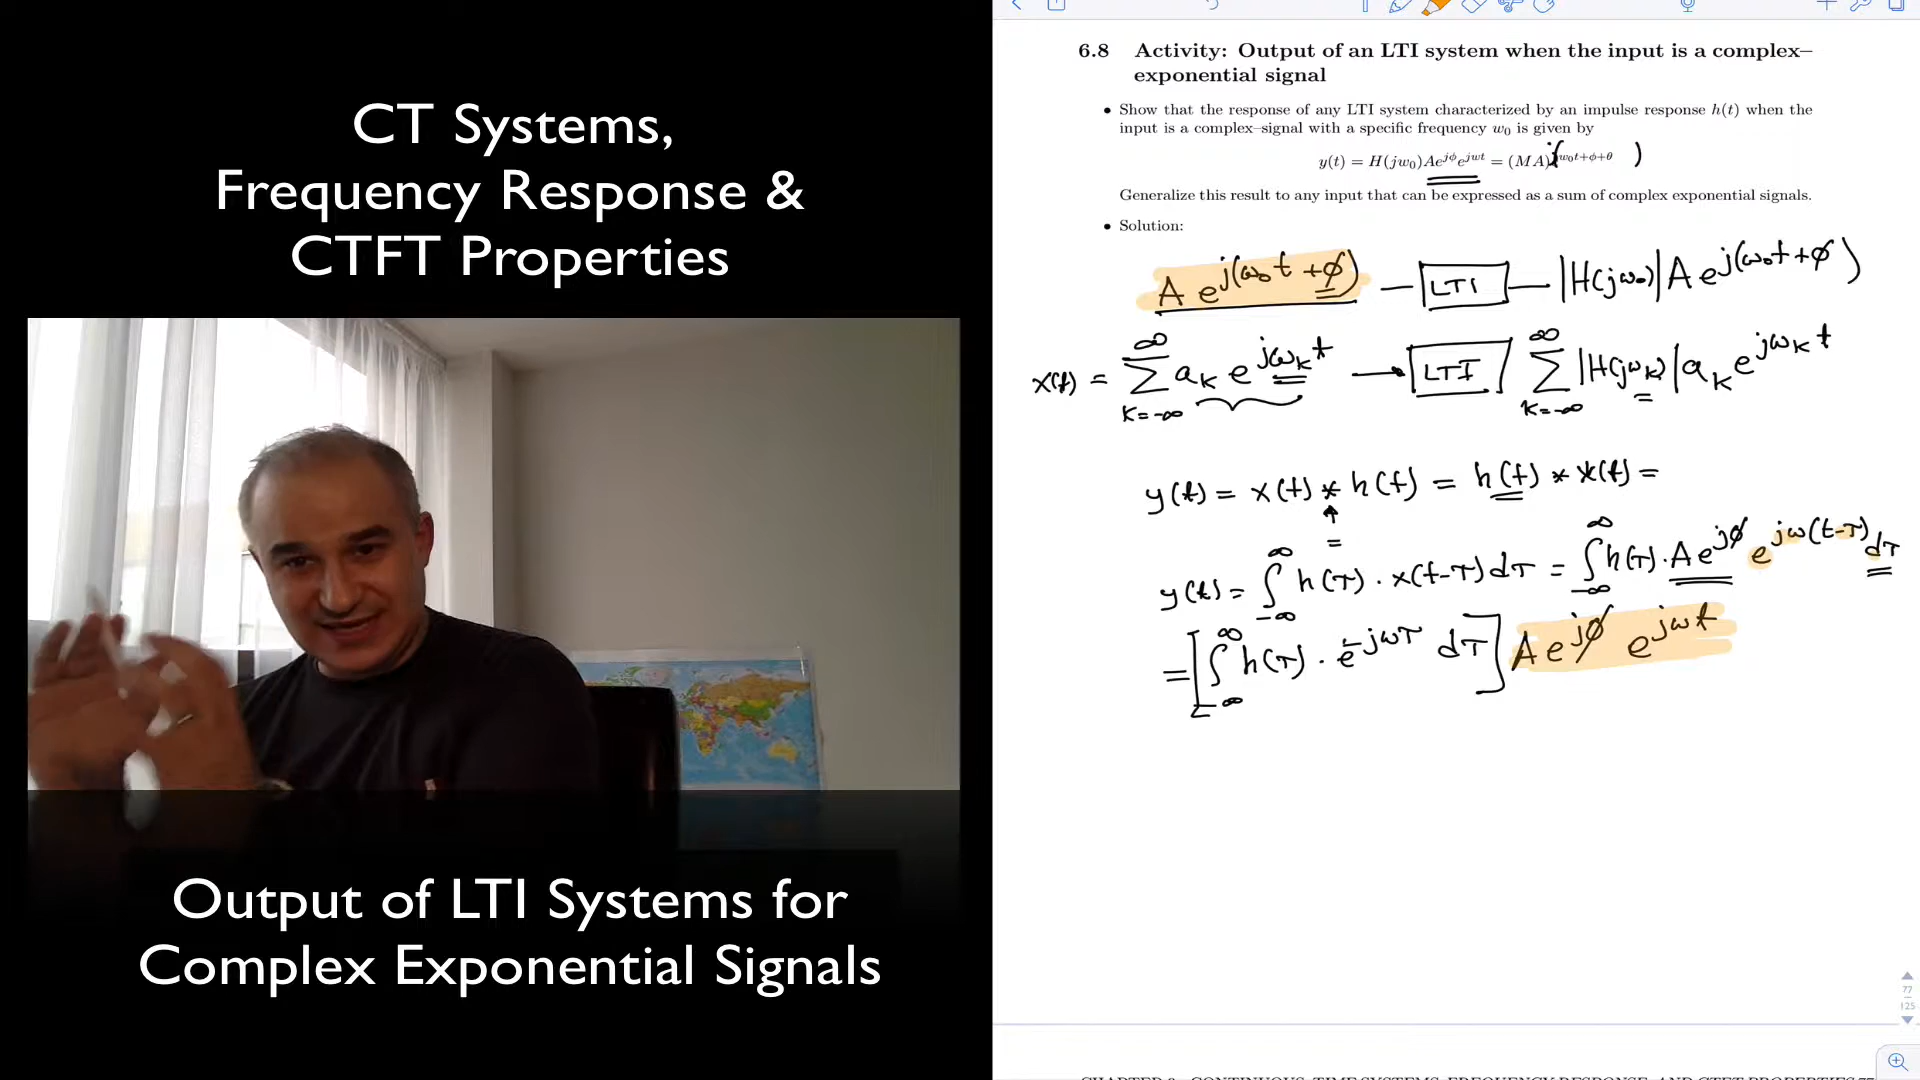 CT Systems,
Frequency Response &
CTFT Properties
Output of LTI Systems for
Complex Exponential Signals
6.8 Activity: Output of an LTI system when the input is a complex–
exponential signal
• Show that the response of any LTI system characterized by an impulse response h(t) when the
input is a complex–signal with a specific frequency w₀ is given by
y(t) = H(jw₀)Ae^{jϕ}e^{jwt} = (MA)^{j(w₀t+ϕ+θ)}
Generalize this result to any input that can be expressed as a sum of complex exponential signals.
• Solution:
A e^{j(ω₀t+ϕ)} — LTI — |H(jω₀)| A e^{j(ω₀t+ϕ)}
x(t) = ∑_{k=-∞}^{∞} a_k e^{jω_k t} → LTI ∑_{k=-∞}^{∞} |H(jω_k)| a_k e^{jω_k t}
y(t) = x(t) * h(t) = h(t) * x(t) =
y(t) = ∫_{-∞}^{∞} h(τ) · x(t-τ) dτ = ∫_{-∞}^{∞} h(τ) · A e^{jϕ} e^{jω(t-τ)} dτ
= [∫_{-∞}^{∞} h(τ) · e^{-jωτ} dτ] A e^{jϕ} e^{jωt}
77
125